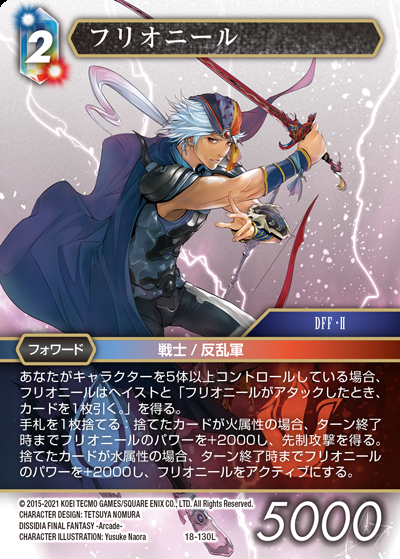 2
フリオニール
DFF・II
フォワード
戦士 / 反乱軍
あなたがキャラクターを5体以上コントロールしている場合、
フリオニールはヘイストと「フリオニールがアタックしたとき、
カードを1枚引く。」を得る。
手札を1枚捨てる：捨てたカードが火属性の場合、ターン終了
時までフリオニールのパワーを+2000し、先制攻撃を得る。
捨てたカードが水属性の場合、ターン終了時までフリオニール
のパワーを+2000し、フリオニールをアクティブにする。
© 2015-2021 KOEI TECMO GAMES/SQUARE ENIX CO., LTD. All Rights Reserved.
CHARACTER DESIGN: TETSUYA NOMURA
DISSIDIA FINAL FANTASY -Arcade-
CHARACTER ILLUSTRATION: Yusuke Naora
18-130L
5000